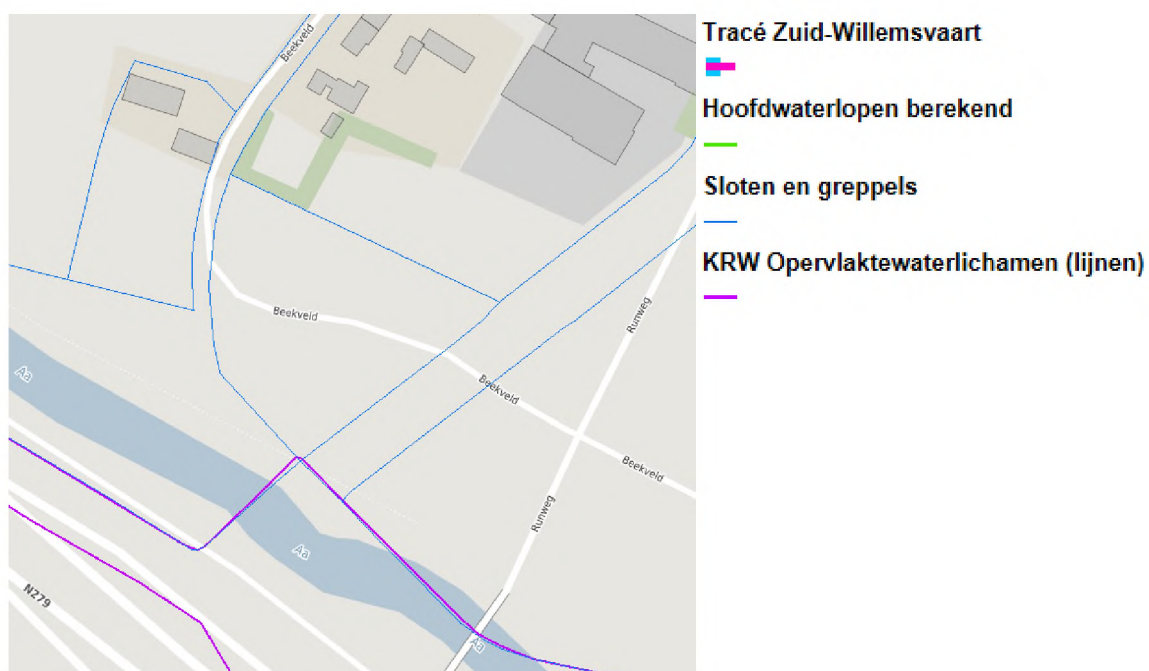 Tracé Zuid-Willemsvaart
Hoofdwaterlopen berekend
Sloten en greppels
KRW Opervlaktewaterlichamen (lijnen)
Beekveld
Beekveld
Runweg
Aa
Beekveld
Beekveld
Runweg
Aa
N279
Aa